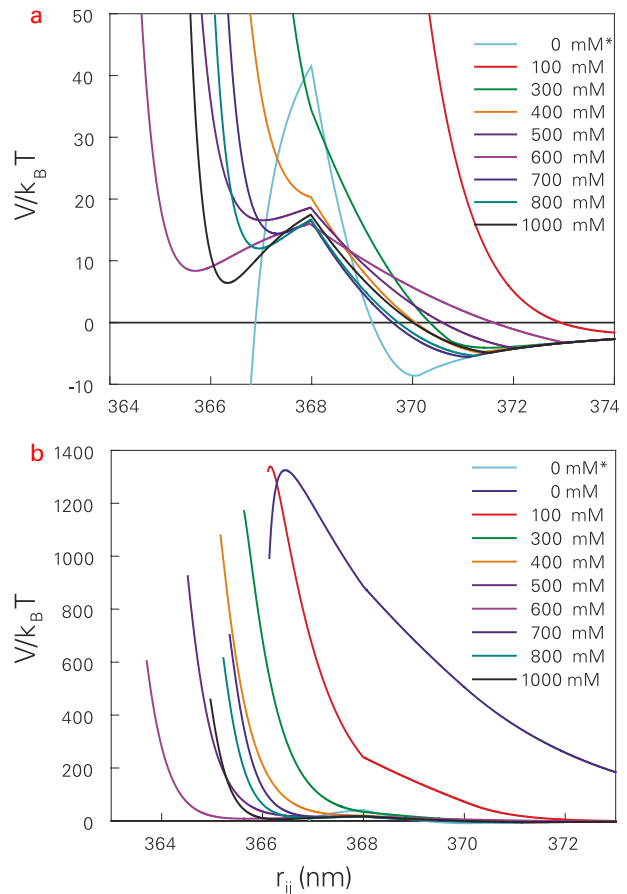 a
50
40
30
20
10
0
-10
V/k_B T
0 mM*
100 mM
300 mM
400 mM
500 mM
600 mM
700 mM
800 mM
1000 mM
364 366 368 370 372 374
b
1400
1200
1000
800
600
400
200
0
V/k_B T
0 mM*
0 mM
100 mM
300 mM
400 mM
500 mM
600 mM
700 mM
800 mM
1000 mM
364 366 368 370 372
r_ij (nm)